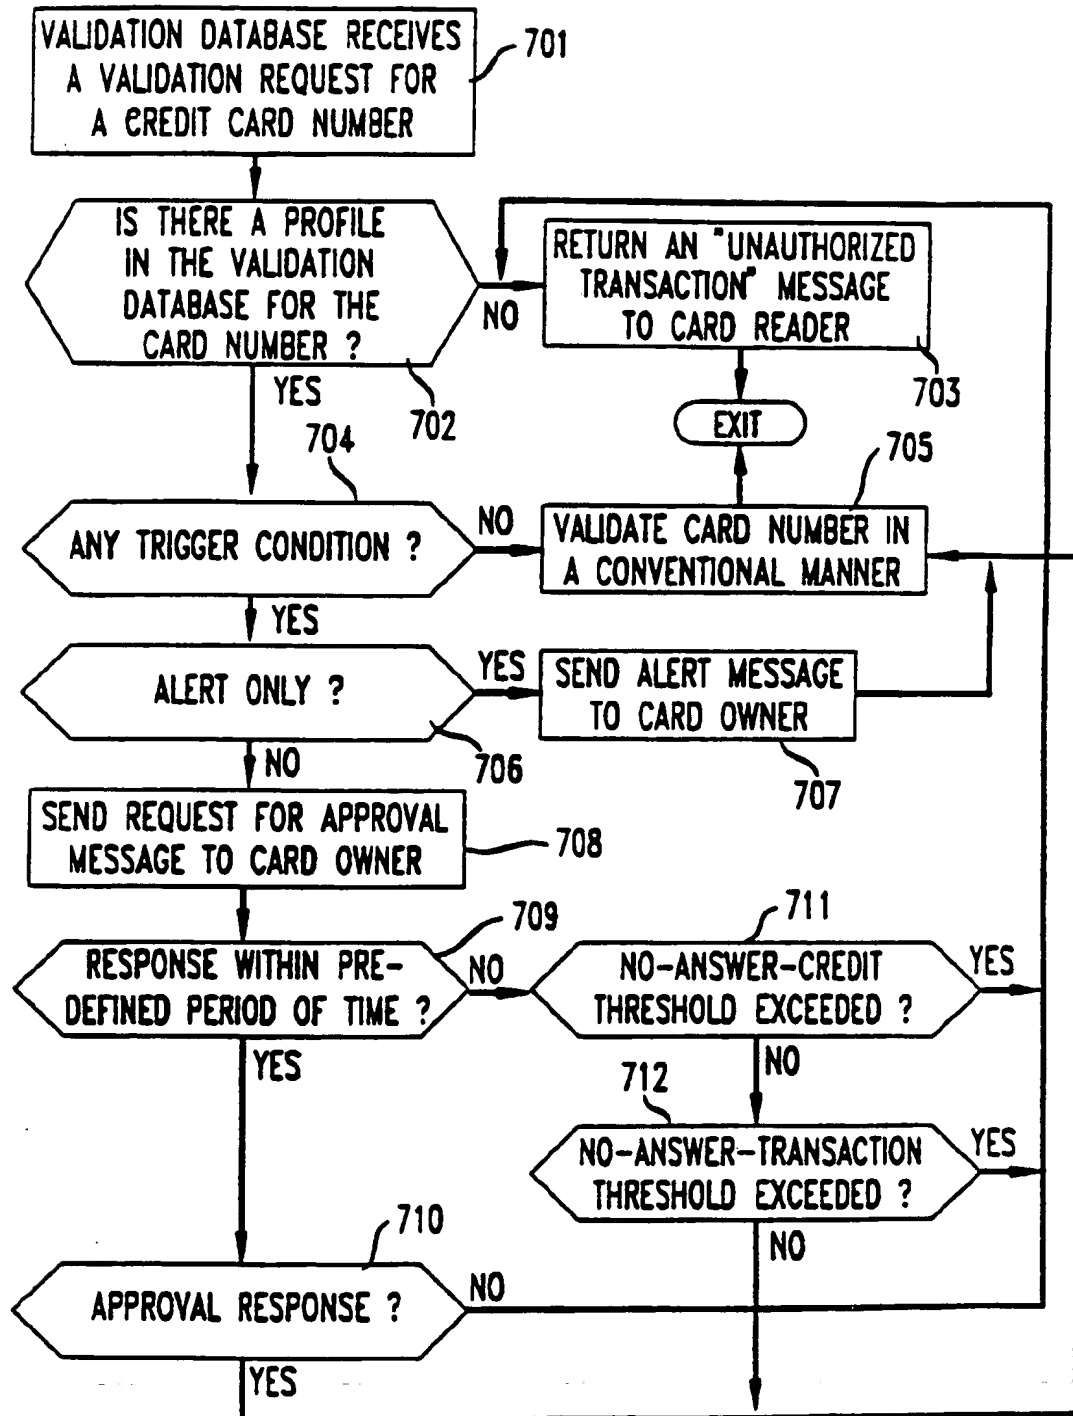 VALIDATION DATABASE RECEIVES
A VALIDATION REQUEST FOR
A CREDIT CARD NUMBER
701
IS THERE A PROFILE
IN THE VALIDATION
DATABASE FOR THE
CARD NUMBER ?
702
NO
RETURN AN "UNAUTHORIZED
TRANSACTION" MESSAGE
TO CARD READER
703
YES
EXIT
704
705
ANY TRIGGER CONDITION ?
NO
VALIDATE CARD NUMBER IN
A CONVENTIONAL MANNER
YES
ALERT ONLY ?
706
YES
SEND ALERT MESSAGE
TO CARD OWNER
707
NO
SEND REQUEST FOR APPROVAL
MESSAGE TO CARD OWNER
708
709
RESPONSE WITHIN PRE-
DEFINED PERIOD OF TIME ?
NO
711
NO-ANSWER-CREDIT
THRESHOLD EXCEEDED ?
YES
YES
NO
712
NO-ANSWER-TRANSACTION
THRESHOLD EXCEEDED ?
YES
NO
710
APPROVAL RESPONSE ?
NO
YES